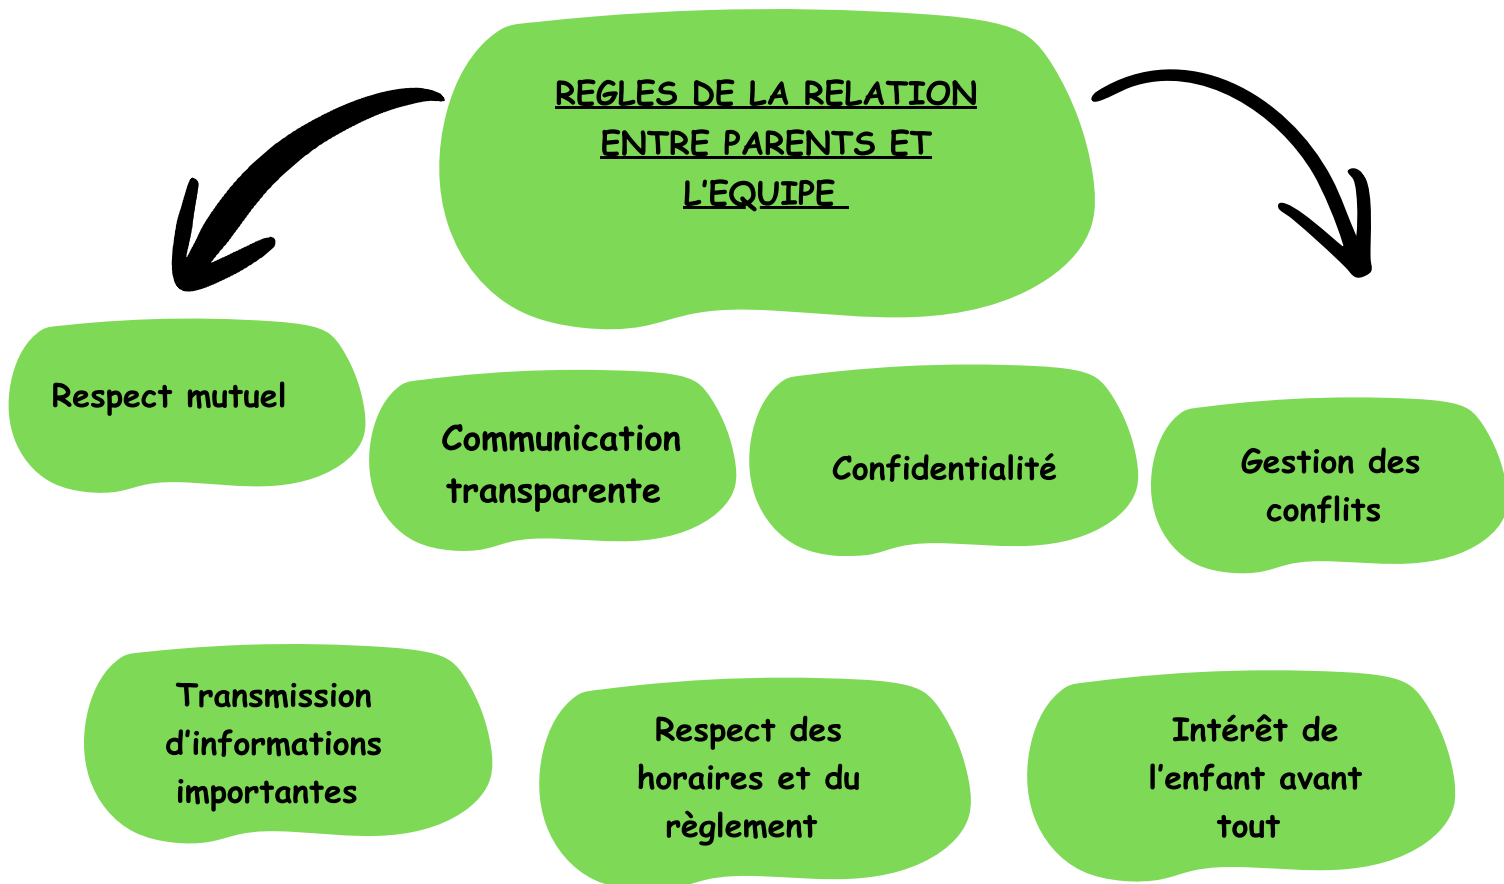 REGLES DE LA RELATION
ENTRE PARENTS ET
L'EQUIPE
Respect mutuel
Communication
transparente
Confidentialité
Gestion des
conflits
Transmission
d'informations
importantes
Respect des
horaires et du
règlement
Intérêt de
l'enfant avant
tout